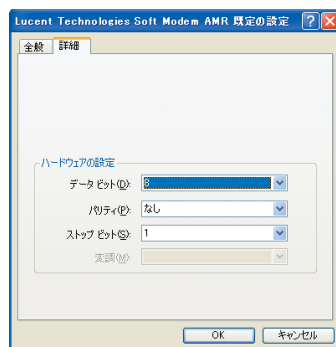 Lucent Technologies Soft Modem AMR 既定の設定
全般 詳細
ハードウェアの設定
データ ビット(D): 8
パリティ(P): なし
ストップ ビット(S): 1
変調(M):
OK キャンセル